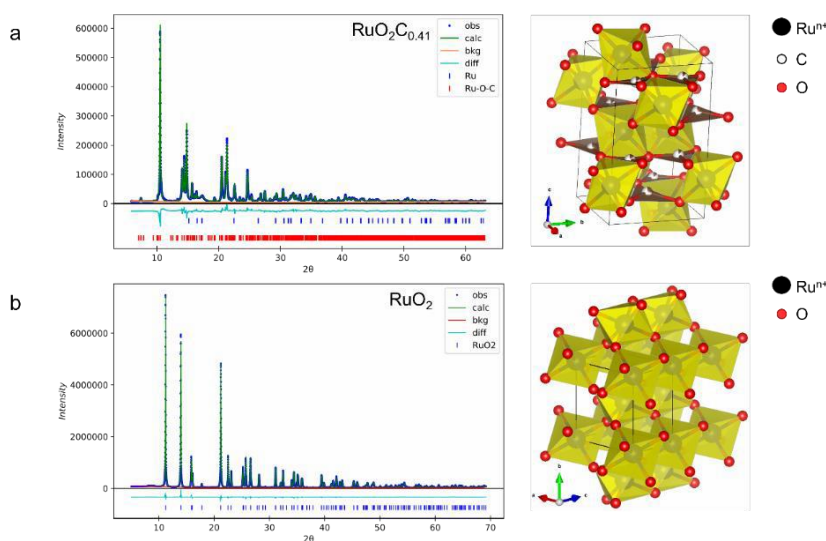 a
RuO₂C₀.₄₁
obs
calc
bkg
diff
Ru
Ru-O-C
600000
500000
400000
300000
200000
100000
0
Intensity
10 20 30 40 50 60
2θ
c
b
a
Ruⁿ⁺
C
O
b
RuO₂
obs
calc
bkg
diff
RuO2
6000000
4000000
2000000
0
Intensity
10 20 30 40 50 60 70
2θ
b
a
c
Ruⁿ⁺
O